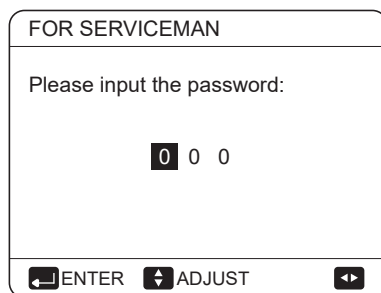 FOR SERVICEMAN
Please input the password:
0 0 0
ENTER ADJUST